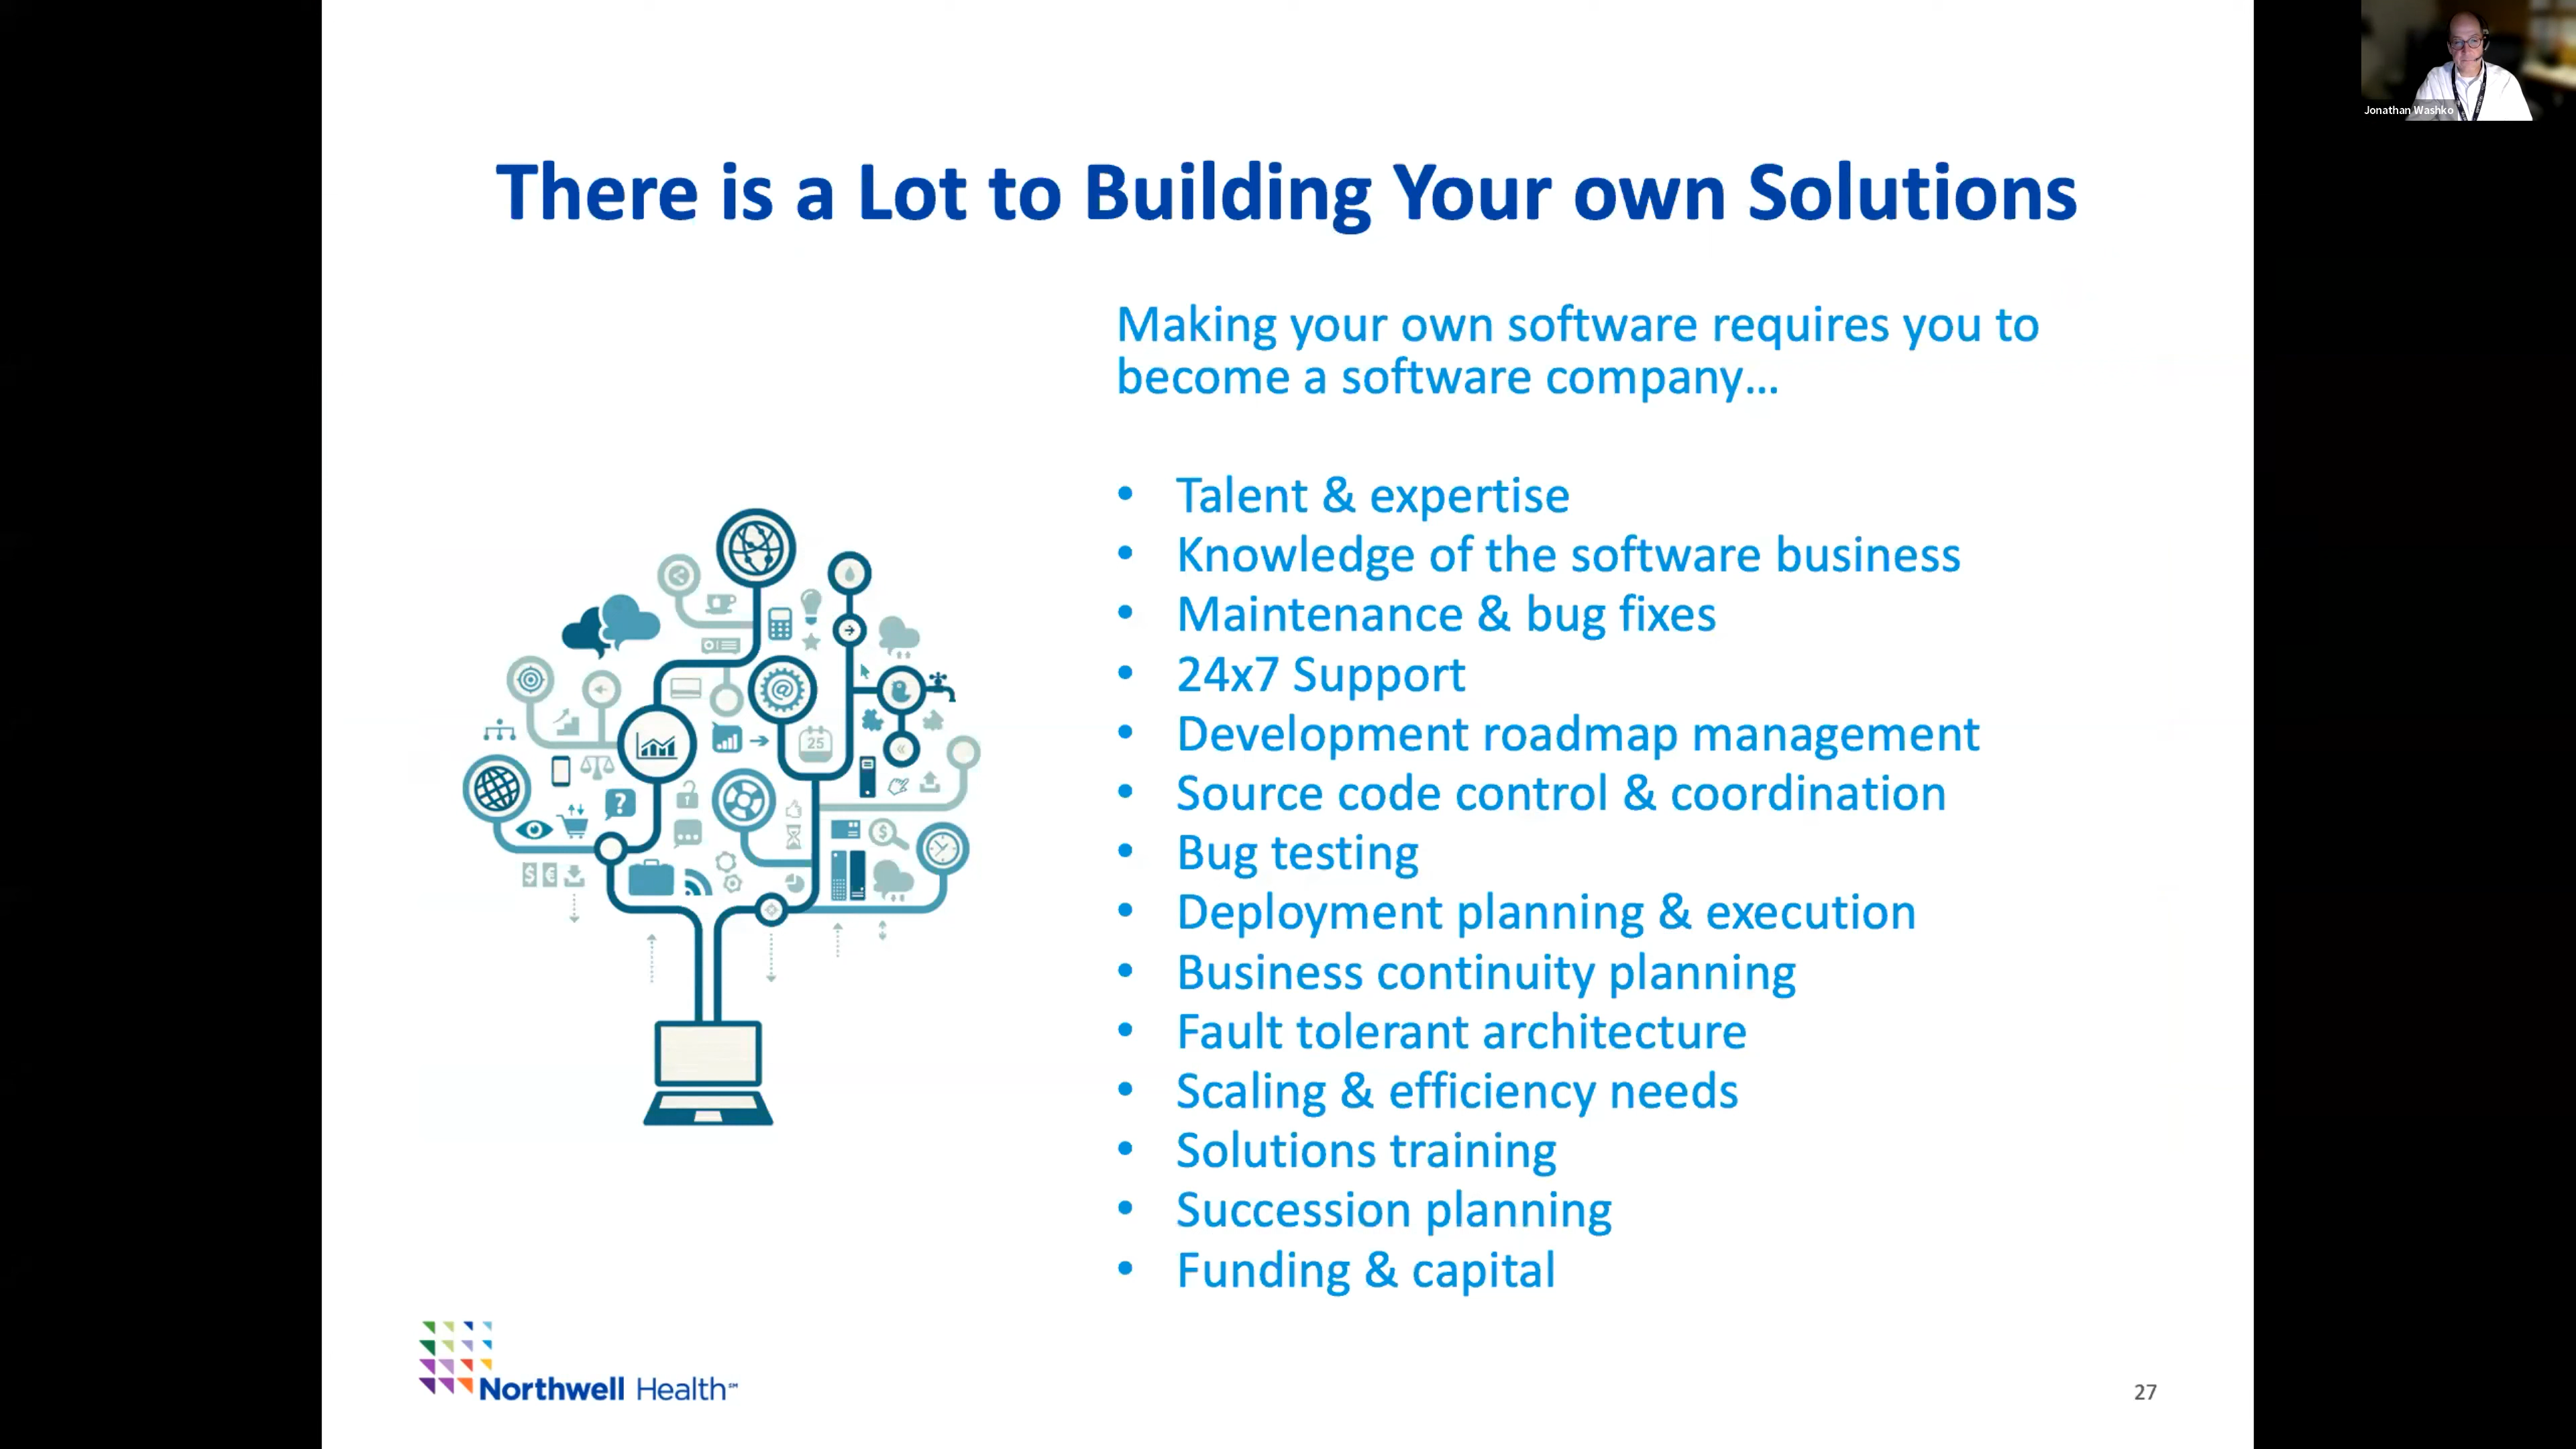 Jonathan Washko
There is a Lot to Building Your own Solutions
Making your own software requires you to
become a software company...
• Talent & expertise
• Knowledge of the software business
• Maintenance & bug fixes
• 24x7 Support
• Development roadmap management
• Source code control & coordination
• Bug testing
• Deployment planning & execution
• Business continuity planning
• Fault tolerant architecture
• Scaling & efficiency needs
• Solutions training
• Succession planning
• Funding & capital
@
25
?
$ €
$
Northwell Health℠
27